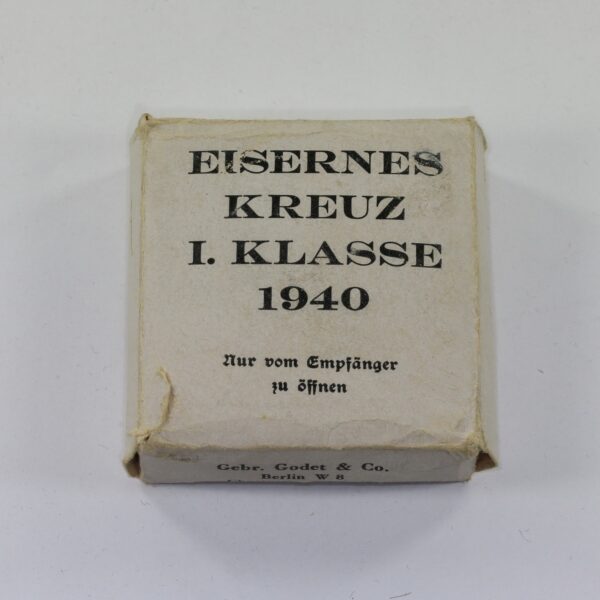 EISERNES
KREUZ
I. KLASSE
1940
Nur vom Empfänger
zu öffnen
Gebr. Godet & Co.
Berlin W 8